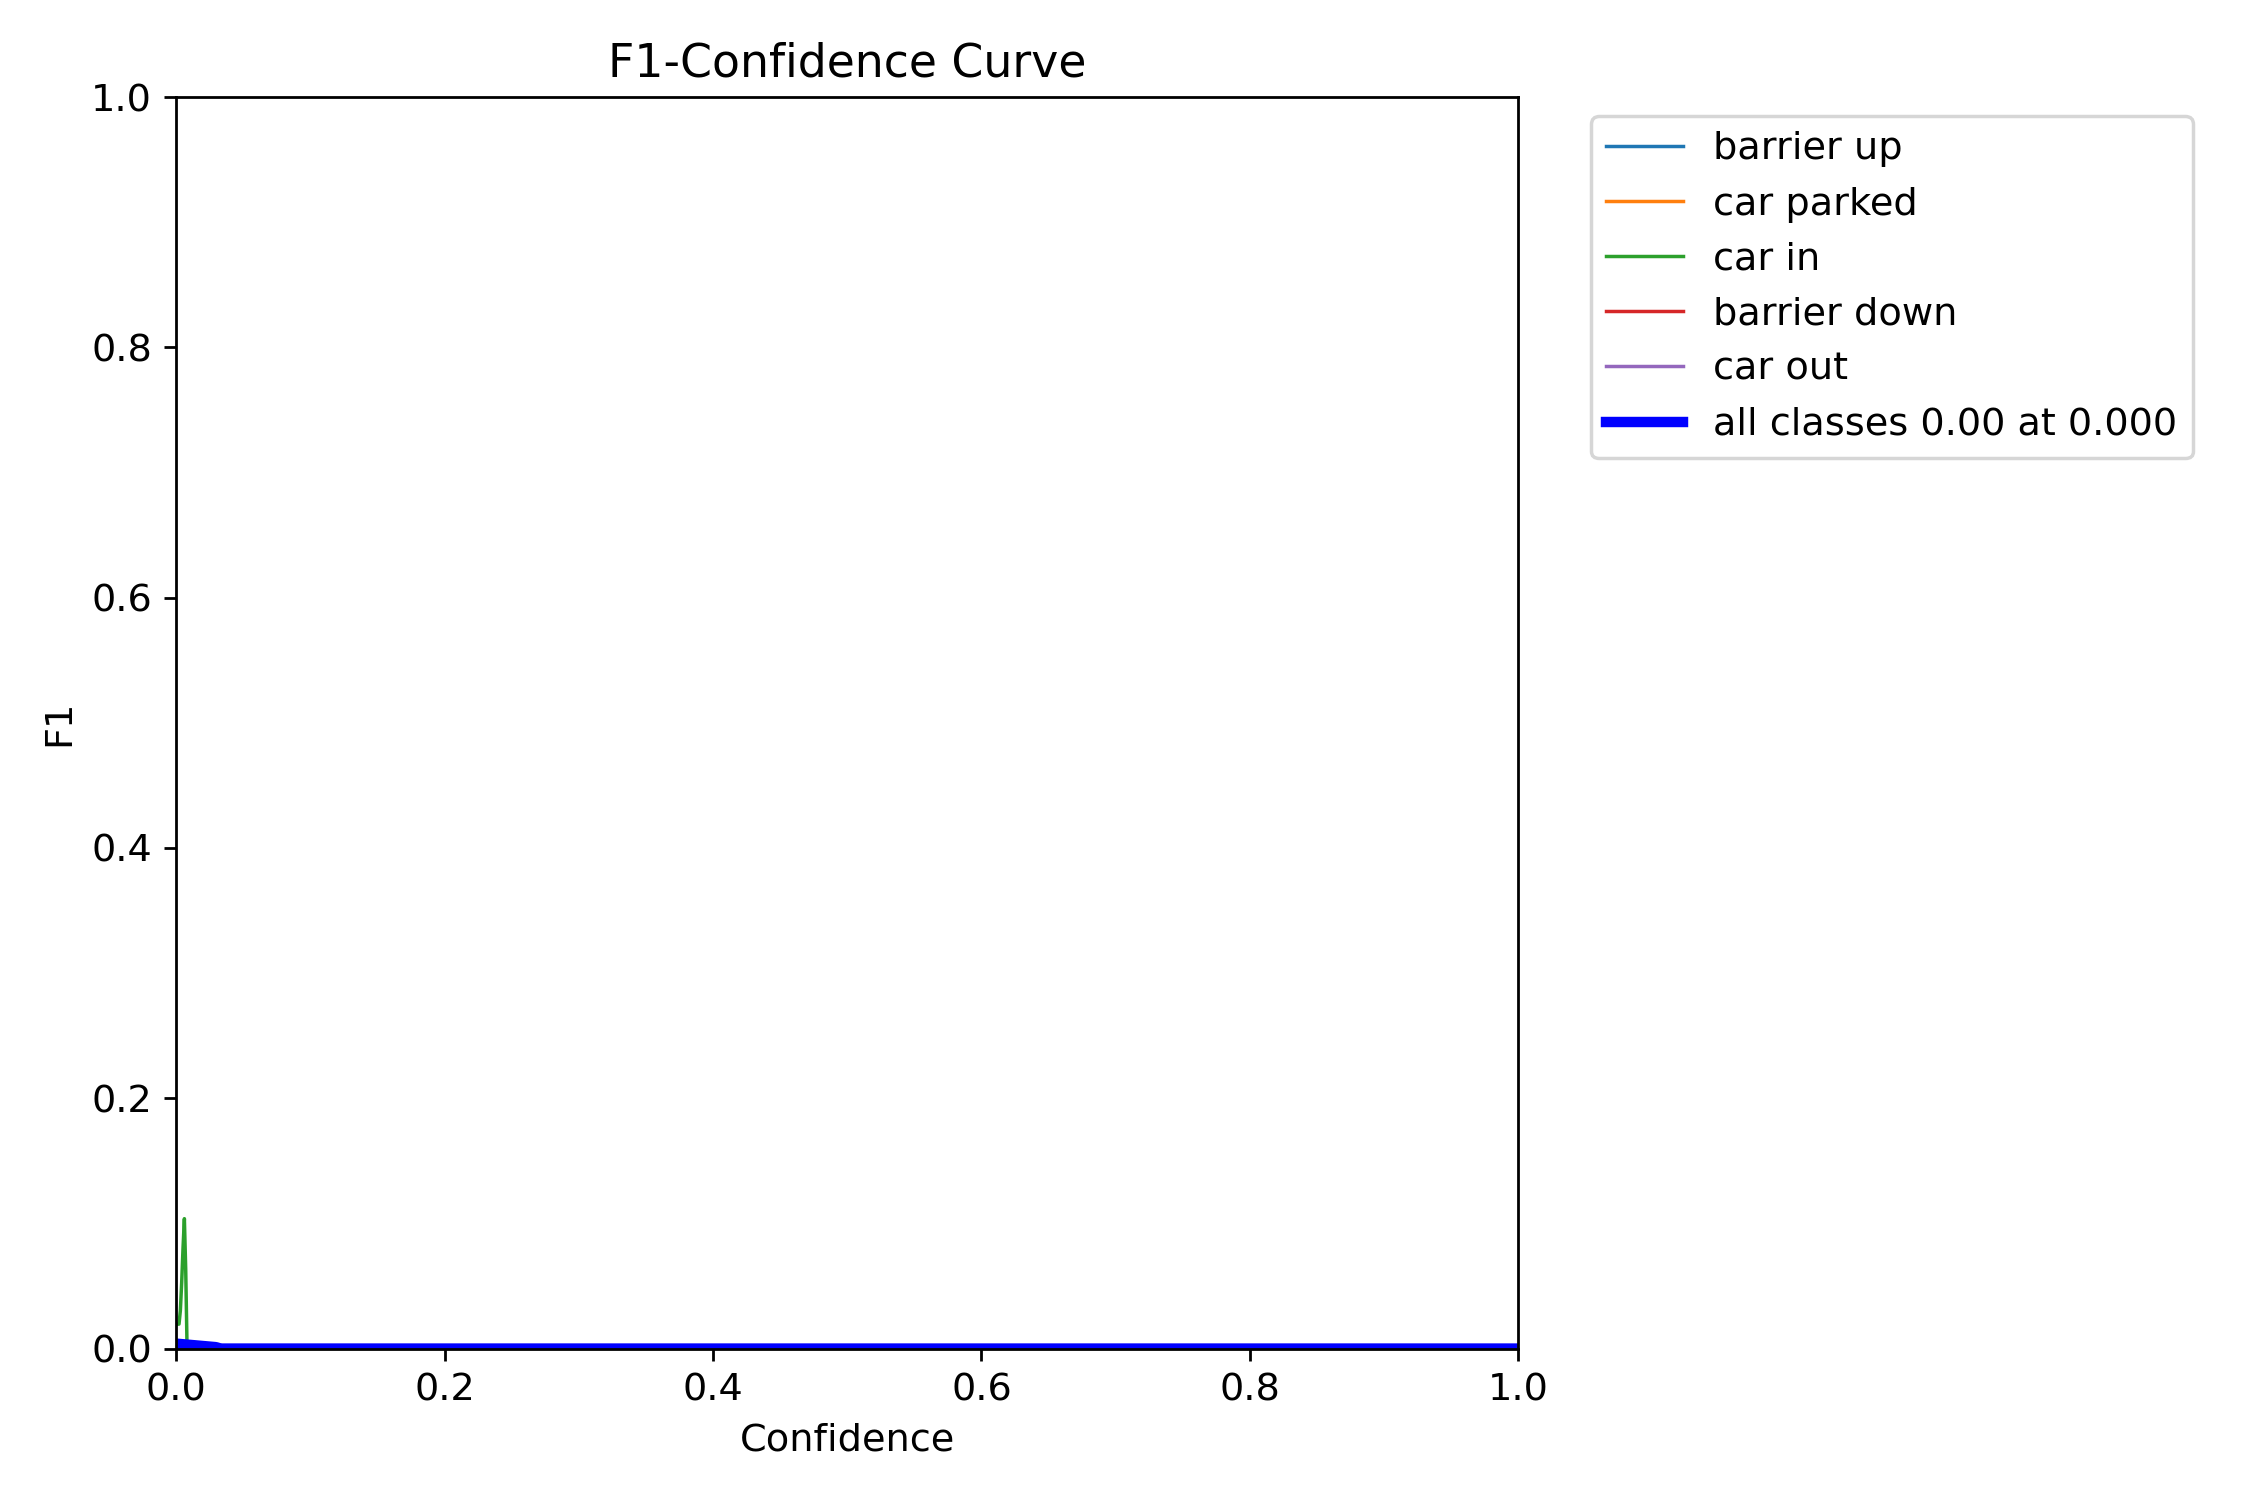 F1-Confidence Curve
1.0
0.8
0.6
0.4
0.2
0.0
F1
0.0 0.2 0.4 0.6 0.8 1.0
Confidence
barrier up
car parked
car in
barrier down
car out
all classes 0.00 at 0.000